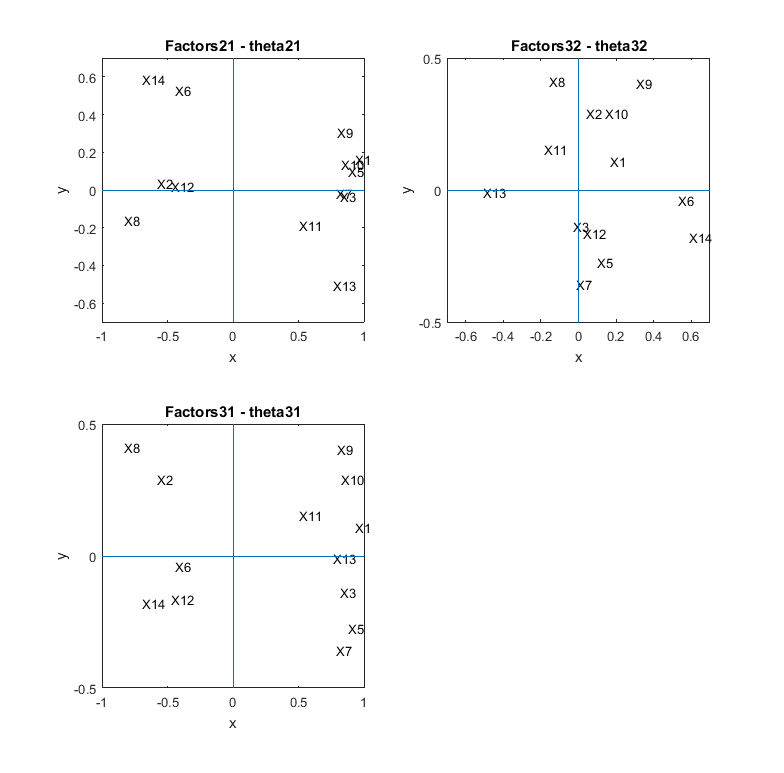 Factors21 - theta21
0.6
0.4
0.2
0
-0.2
-0.4
-0.6
y
X14
X6
X9
X1
X10
X5
X2
X12
X7
X3
X8
X11
X13
-1 -0.5 0 0.5 1
x
Factors32 - theta32
0.5
0
-0.5
y
X8
X9
X2 X10
X11
X1
X13
X6
X3
X12
X14
X5
X7
-0.6 -0.4 -0.2 0 0.2 0.4 0.6
x
Factors31 - theta31
0.5
0
-0.5
y
X8
X9
X2
X10
X11
X1
X13
X6
X3
X14
X12
X5
X7
-1 -0.5 0 0.5 1
x